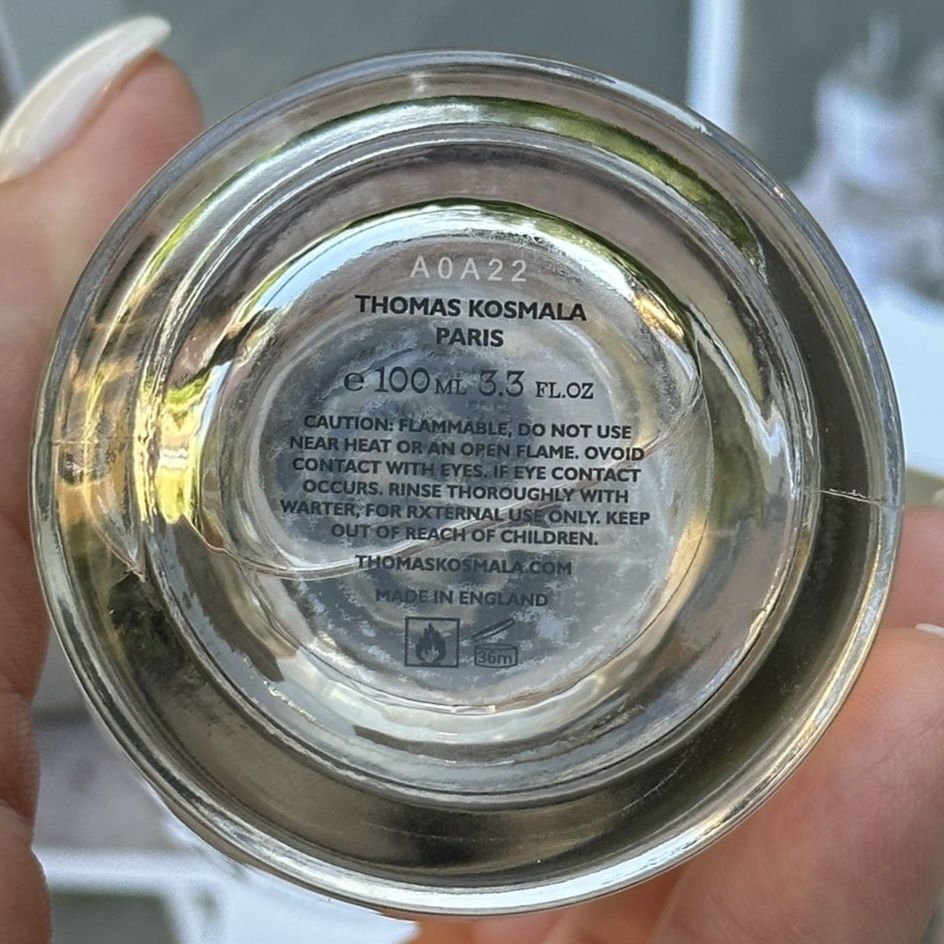 A0A22
THOMAS KOSMALA
PARIS
e 100 ML 3.3 FL.OZ
CAUTION: FLAMMABLE, DO NOT USE
NEAR HEAT OR AN OPEN FLAME. OVOID
CONTACT WITH EYES. IF EYE CONTACT
OCCURS. RINSE THOROUGHLY WITH
WARTER, FOR RXTERNAL USE ONLY. KEEP
OUT OF REACH OF CHILDREN.
THOMASKOSMALA.COM
MADE IN ENGLAND
36m